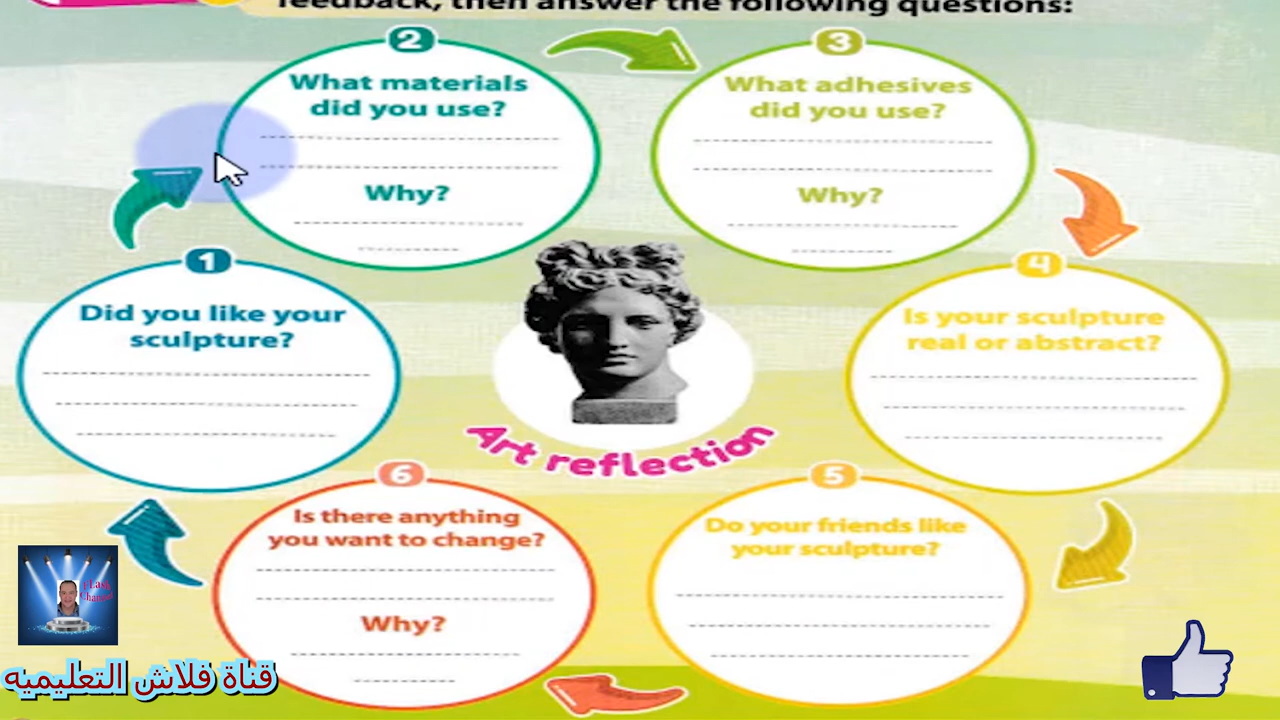 feedback, then answer the following questions:
2
What materials
did you use?
Why?
3
What adhesives
did you use?
Why?
1
Did you like your
sculpture?
4
Is your sculpture
real or abstract?
Art reflection
6
Is there anything
you want to change?
Why?
5
Do your friends like
your sculpture?
Flash
Channel
قناة فلاش التعليميه